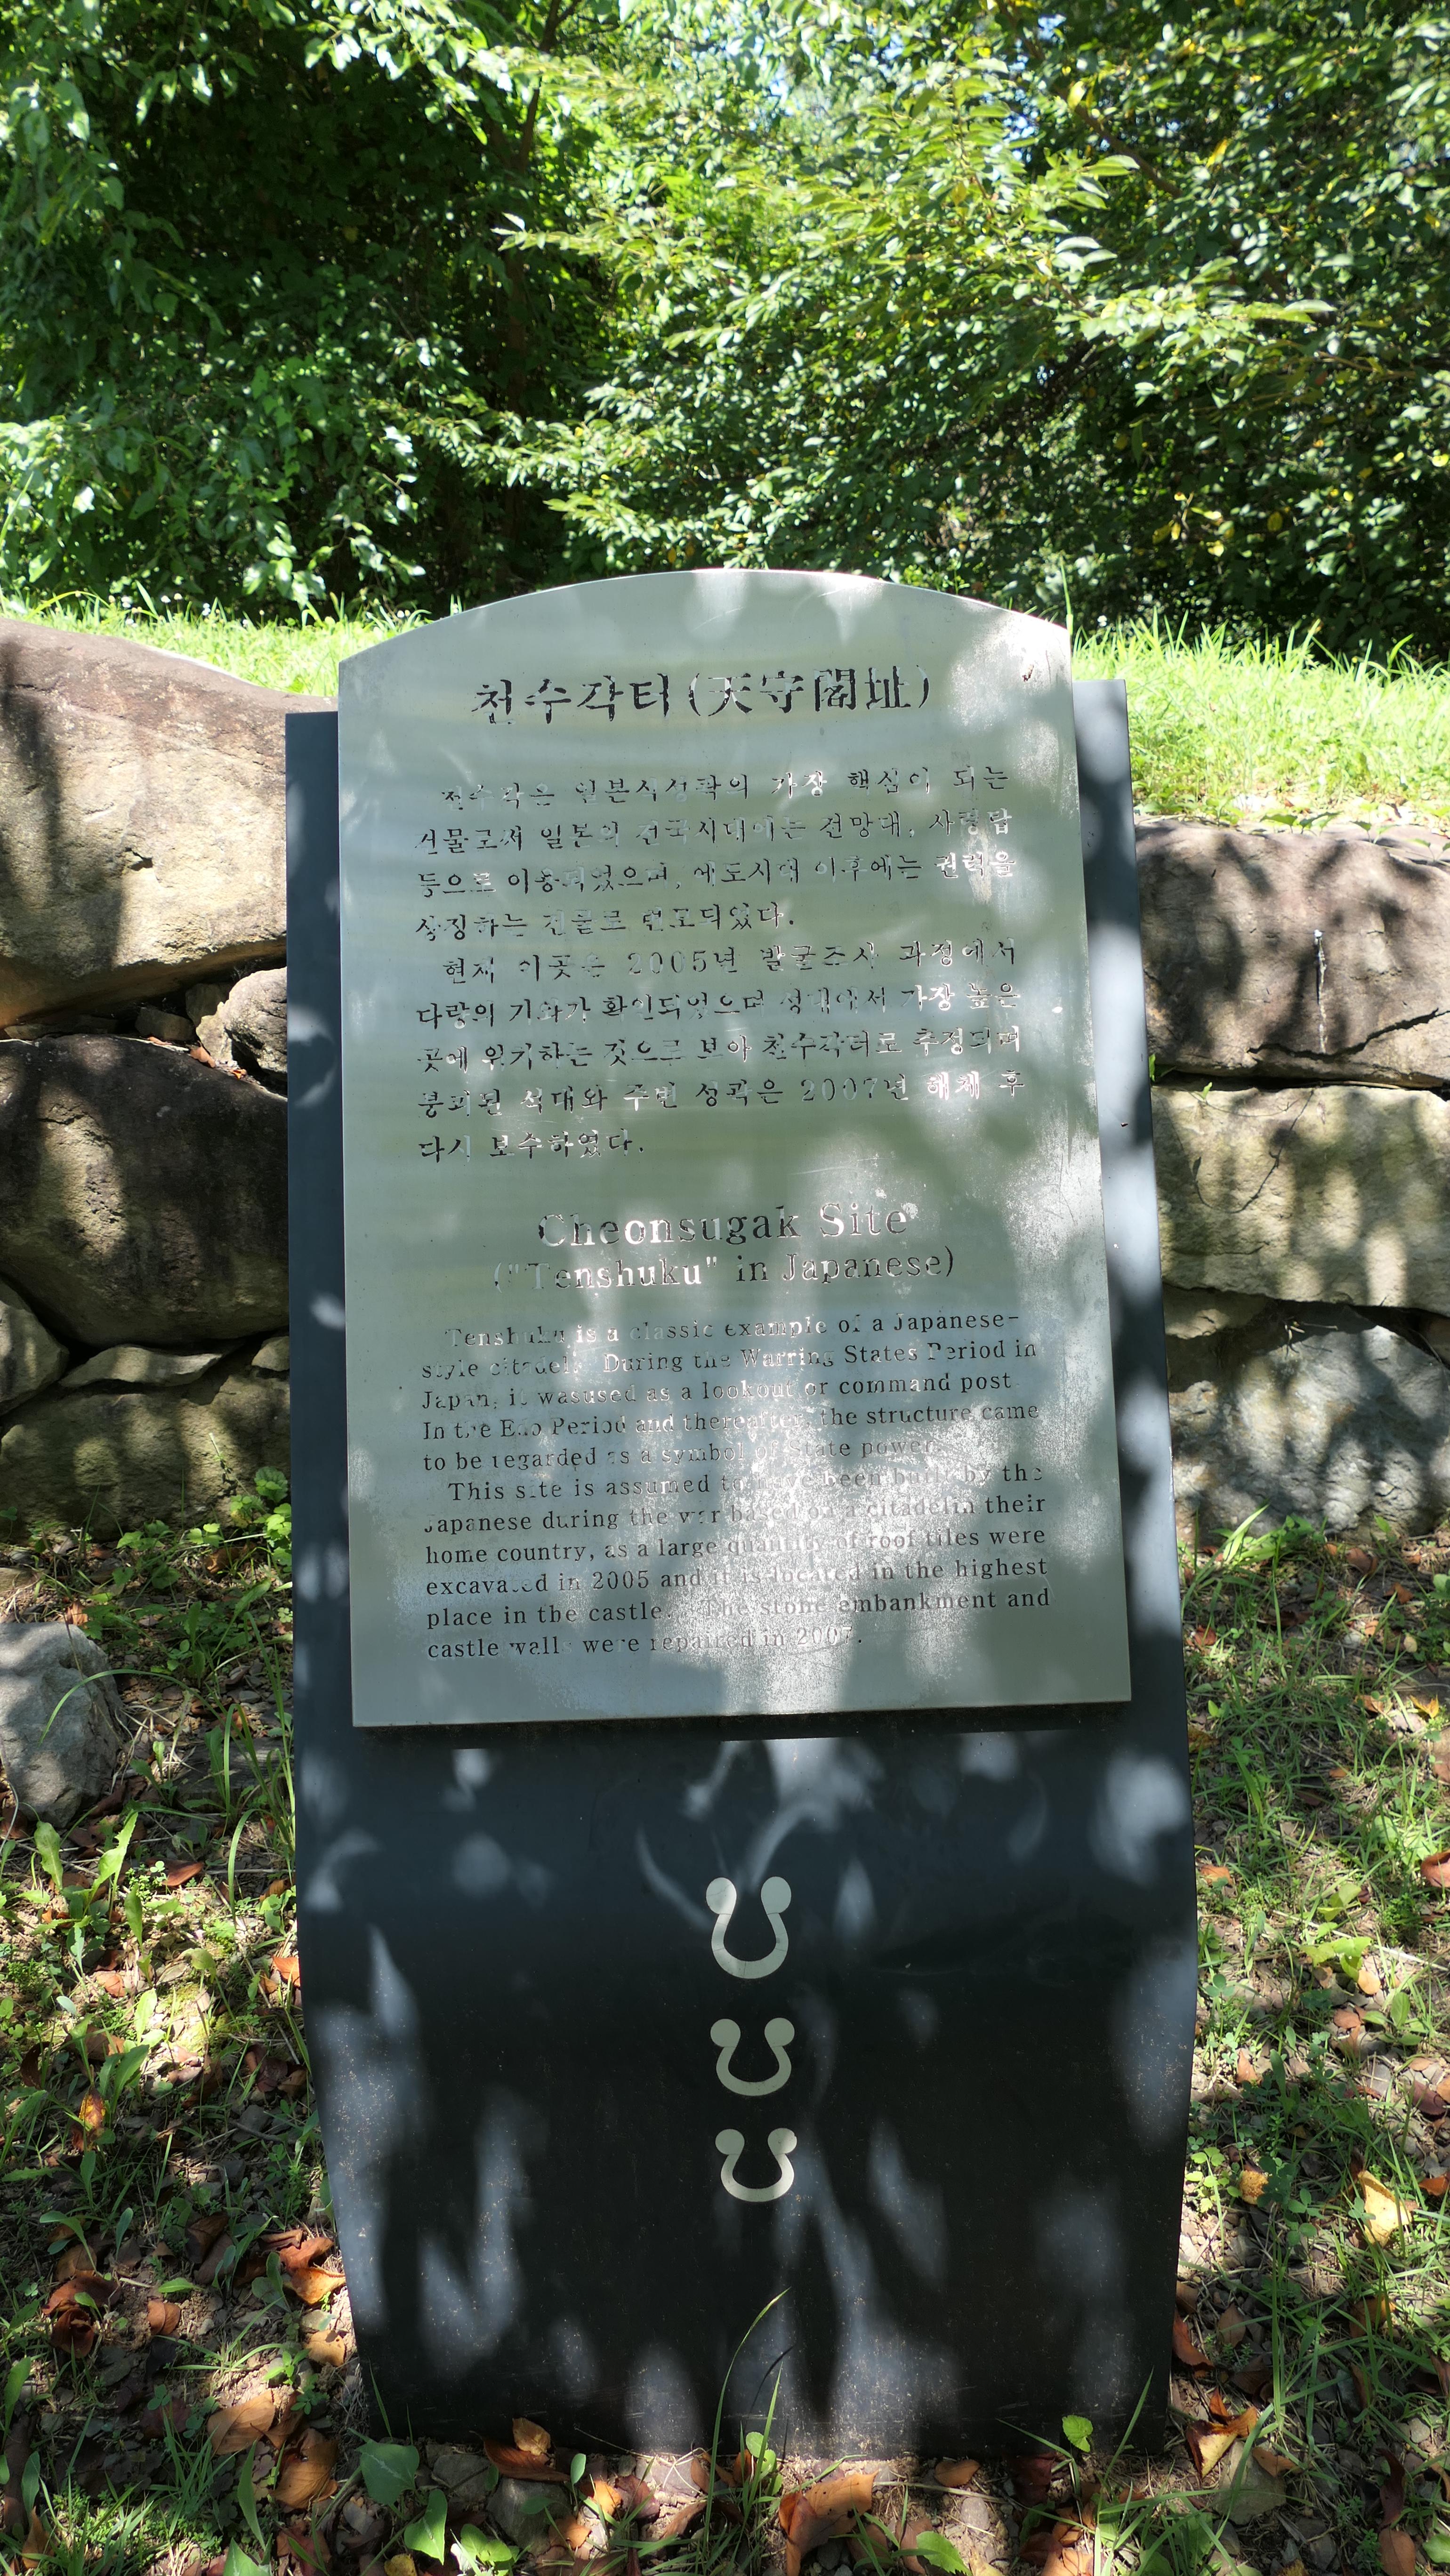 천수각터(天守閣址)
천수각은 일본식성곽의 가장 핵심이 되는
건물로써 일본의 전국시대에는 전망대, 사령탑
등으로 이용되었으며, 에도시대 이후에는 권력을
상징하는 건물로 변모되었다.
현재 이곳은 2005년 발굴조사 과정에서
다량의 기와가 확인되었으며 성내에서 가장 높은
곳에 위치하는 것으로 보아 천수각터로 추정되며
붕괴된 석대와 주변 성곽은 2007년 해체 후
다시 보수하였다.
Cheonsugak Site
("Tenshuku" in Japanese)
Tenshuku is a classic example of a Japanese-
style citadel. During the Warring States Period in
Japan, it wasused as a lookout or command post.
In the Edo Period and thereafter, the structure came
to be regarded as a symbol of State power.
This site is assumed to have been built by the
Japanese during the war based on a citadelin their
home country, as a large quantity of roof tiles were
excavated in 2005 and it is located in the highest
place in the castle. The stone embankment and
castle walls were repaired in 2007.